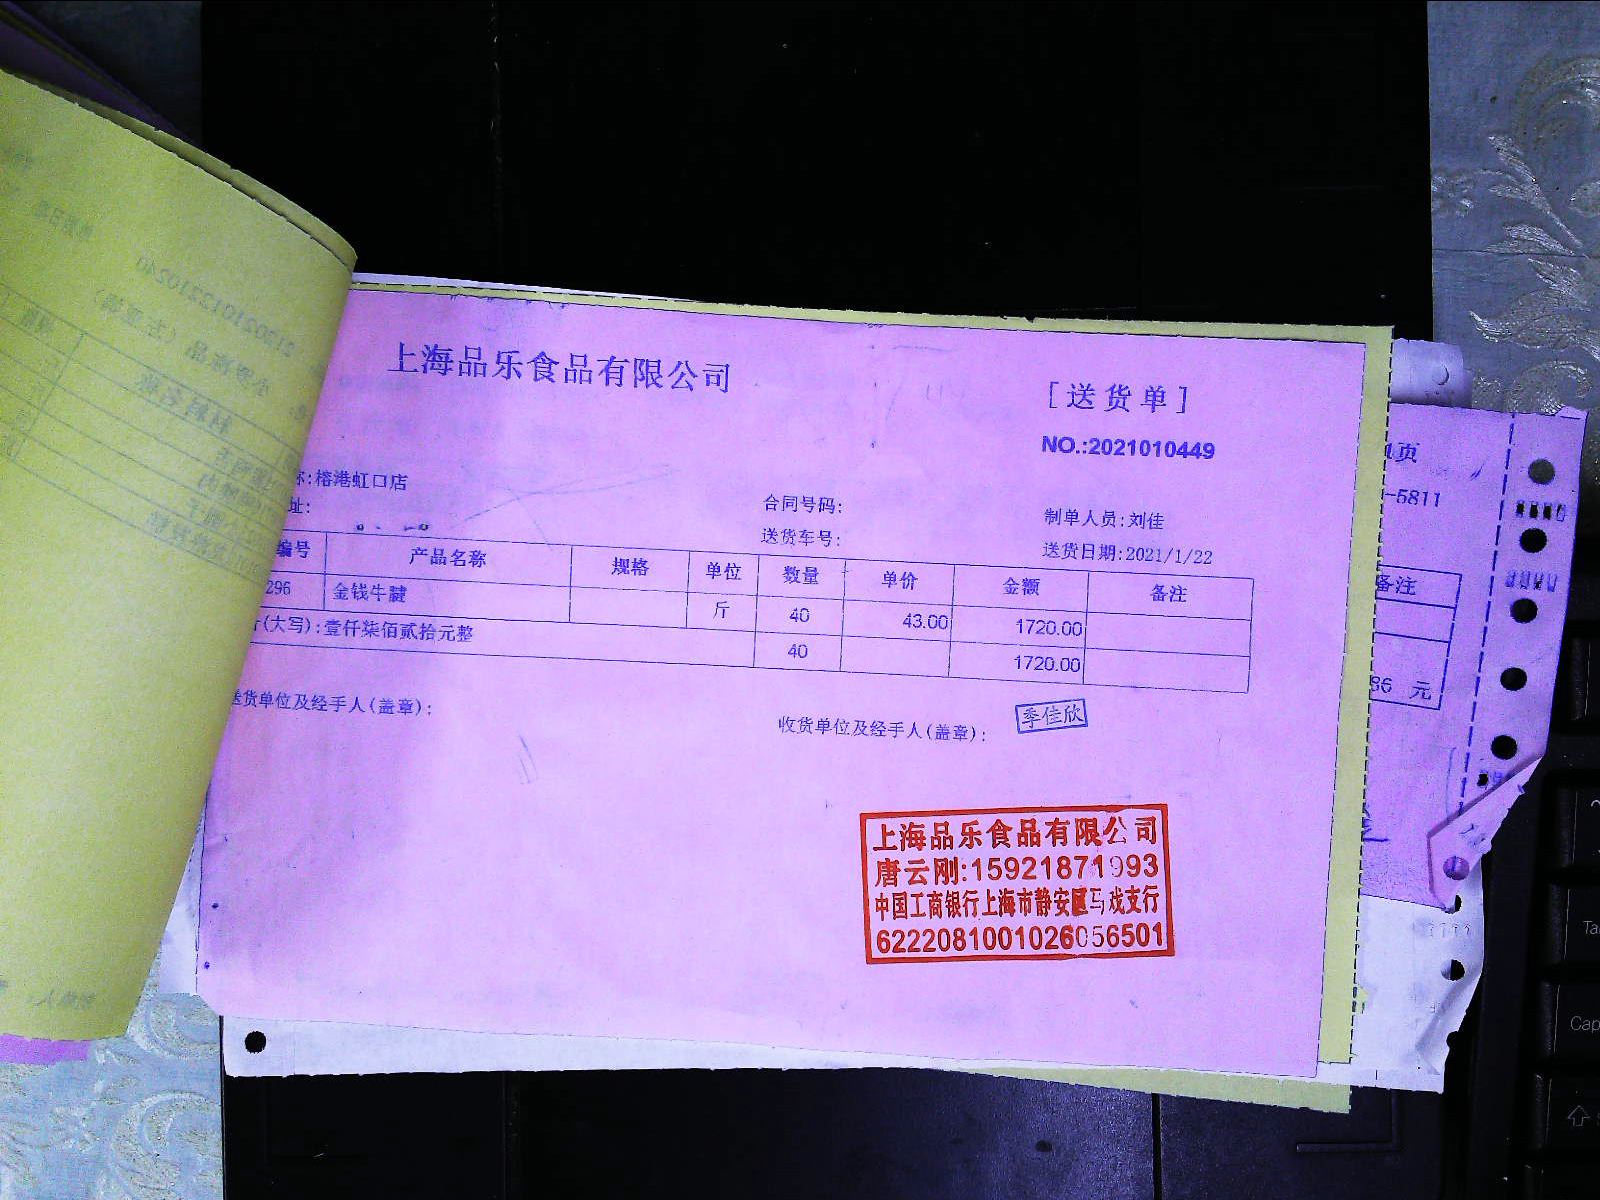 上海品乐食品有限公司
[送货单]
NO.:2021010449
称:榕港虹口店
址:
合同号码:
制单人员:刘佳
送货车号:
送货日期:2021/1/22
编号 产品名称 规格 单位 数量 单价 金额 备注
296 金钱牛腱 斤 40 43.00 1720.00
(大写):壹仟柒佰贰拾元整 40 1720.00
送货单位及经手人(盖章):
收货单位及经手人(盖章):
季佳欣
上海品乐食品有限公司
唐云刚:15921871993
中国工商银行上海市静安区马戏支行
6222081001026056501
页
-5811
备注
86 元
Cap